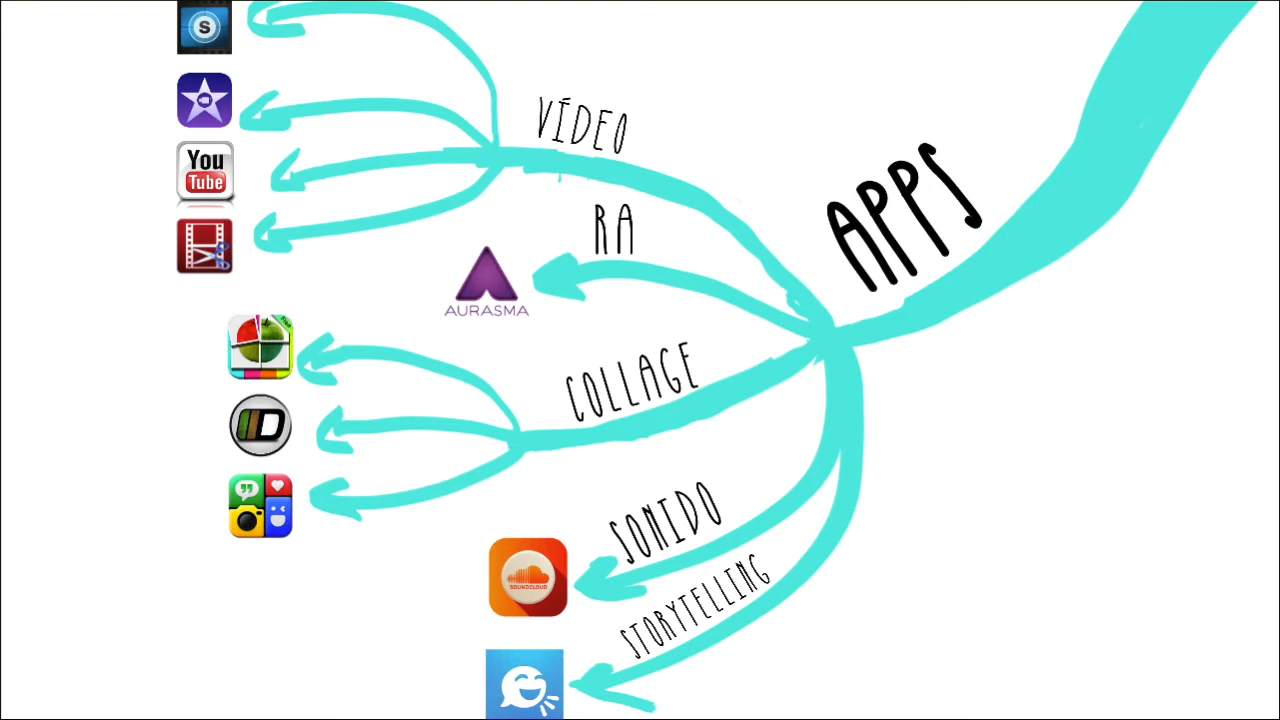 S
VÍDEO
You
Tube
APPS
RA
AURASMA
COLLAGE
D
SONIDO
SOUNDCLOUD
STORYTELLING